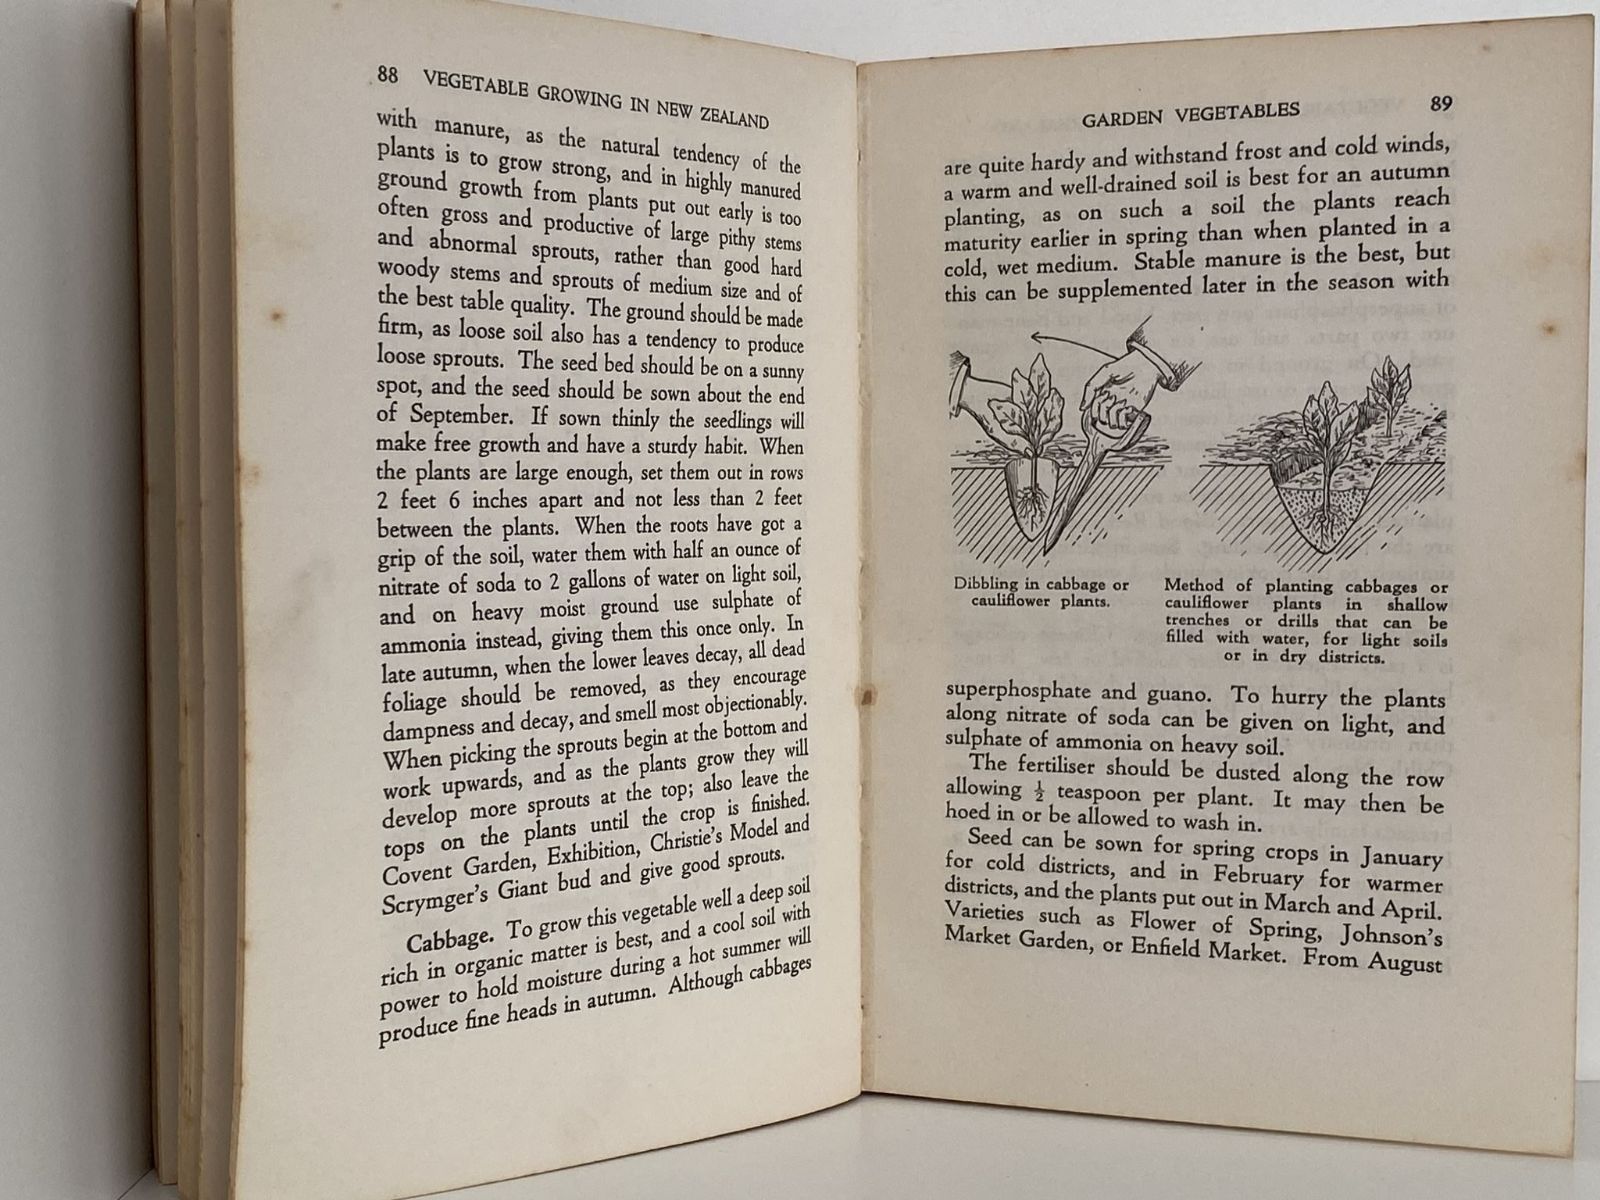 88 VEGETABLE GROWING IN NEW ZEALAND
with manure, as the natural tendency of the
plants is to grow strong, and in highly manured
ground growth from plants put out early is too
often gross and productive of large pithy stems
and abnormal sprouts, rather than good hard
woody stems and sprouts of medium size and of
the best table quality. The ground should be made
firm, as loose soil also has a tendency to produce
loose sprouts. The seed bed should be on a sunny
spot, and the seed should be sown about the end
of September. If sown thinly the seedlings will
make free growth and have a sturdy habit. When
the plants are large enough, set them out in rows
2 feet 6 inches apart and not less than 2 feet
between the plants. When the roots have got a
grip of the soil, water them with half an ounce of
nitrate of soda to 2 gallons of water on light soil,
and on heavy moist ground use sulphate of
ammonia instead, giving them this once only. In
late autumn, when the lower leaves decay, all dead
foliage should be removed, as they encourage
dampness and decay, and smell most objectionably.
When picking the sprouts begin at the bottom and
work upwards, and as the plants grow they will
develop more sprouts at the top; also leave the
tops on the plants until the crop is finished.
Covent Garden, Exhibition, Christie's Model and
Scrymger's Giant bud and give good sprouts.
Cabbage. To grow this vegetable well a deep soil
rich in organic matter is best, and a cool soil with
power to hold moisture during a hot summer will
produce fine heads in autumn. Although cabbages
GARDEN VEGETABLES 89
are quite hardy and withstand frost and cold winds,
a warm and well-drained soil is best for an autumn
planting, as on such a soil the plants reach
maturity earlier in spring than when planted in a
cold, wet medium. Stable manure is the best, but
this can be supplemented later in the season with
Dibbling in cabbage or
cauliflower plants.
Method of planting cabbages or
cauliflower plants in shallow
trenches or drills that can be
filled with water, for light soils
or in dry districts.
superphosphate and guano. To hurry the plants
along nitrate of soda can be given on light, and
sulphate of ammonia on heavy soil.
The fertiliser should be dusted along the row
allowing ½ teaspoon per plant. It may then be
hoed in or be allowed to wash in.
Seed can be sown for spring crops in January
for cold districts, and in February for warmer
districts, and the plants put out in March and April.
Varieties such as Flower of Spring, Johnson's
Market Garden, or Enfield Market. From August